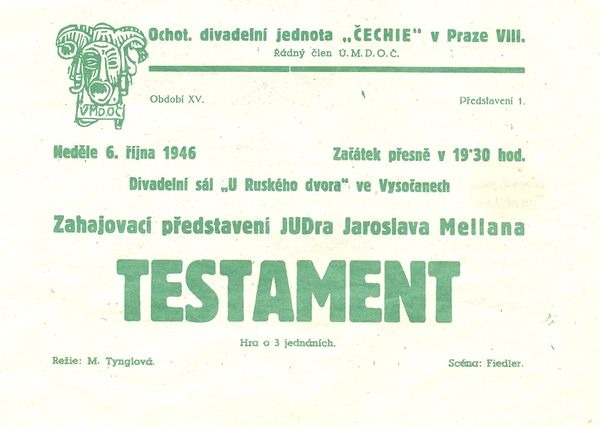 Ochot. divadelní jednota „ČECHIE" v Praze VIII.
Řádný člen Ú. M. D. O. Č.
ÚMDOČ
Období XV.
Představení 1.
Neděle 6. října 1946
Začátek přesně v 19·30 hod.
Divadelní sál „U Ruského dvora" ve Vysočanech
Zahajovací představení JUDra Jaroslava Mellana
TESTAMENT
Hra o 3 jednáních.
Režie: M. Tynglová.
Scéna: Fiedler.